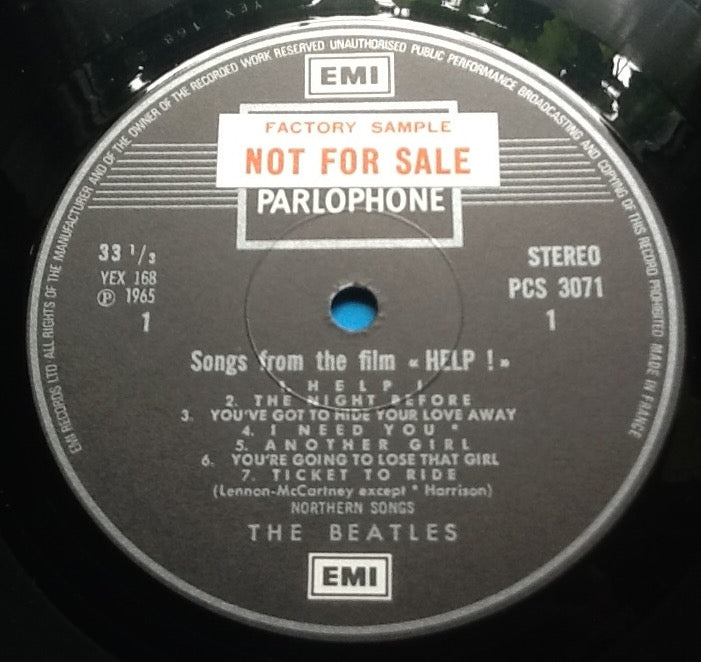 EMI RECORDS LTD ALL RIGHTS OF THE MANUFACTURER AND OF THE OWNER OF THE RECORDED WORK RESERVED UNAUTHORISED PUBLIC PERFORMANCE BROADCASTING AND COPYING OF THIS RECORD PROHIBITED MADE IN FRANCE
EMI
FACTORY SAMPLE
NOT FOR SALE
PARLOPHONE
33 1/3
YEX 168
℗ 1965
1
STEREO
PCS 3071
1
Songs from the film « HELP ! »
1. HELP !
2. THE NIGHT BEFORE
3. YOU'VE GOT TO HIDE YOUR LOVE AWAY
4. I NEED YOU *
5. ANOTHER GIRL
6. YOU'RE GOING TO LOSE THAT GIRL
7. TICKET TO RIDE
(Lennon-McCartney except * Harrison)
NORTHERN SONGS
THE BEATLES
EMI